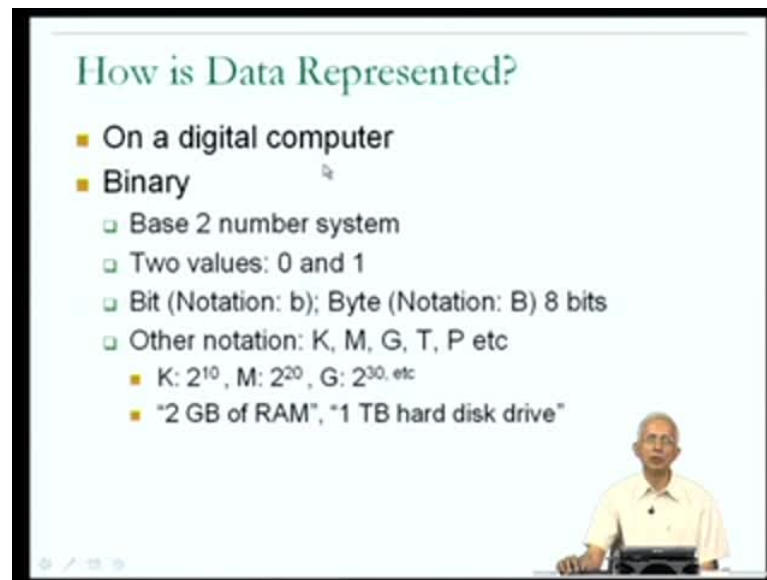 How is Data Represented?
On a digital computer
Binary
Base 2 number system
Two values: 0 and 1
Bit (Notation: b); Byte (Notation: B) 8 bits
Other notation: K, M, G, T, P etc
K: 2¹⁰, M: 2²⁰, G: 2³⁰, ᵉᵗᶜ
“2 GB of RAM”, “1 TB hard disk drive”